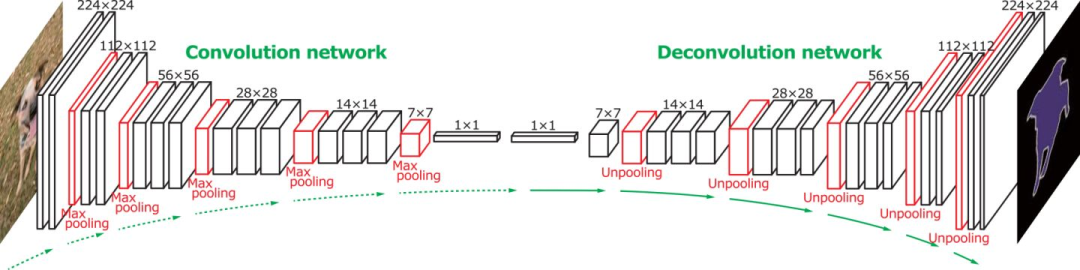 Convolution network
Deconvolution network
224×224
112×112
56×56
28×28
14×14
7×7
1×1
1×1
7×7
14×14
28×28
56×56
112×112
224×224
Max
pooling
Max
pooling
Max
pooling
Max
pooling
Max
pooling
Unpooling
Unpooling
Unpooling
Unpooling
Unpooling